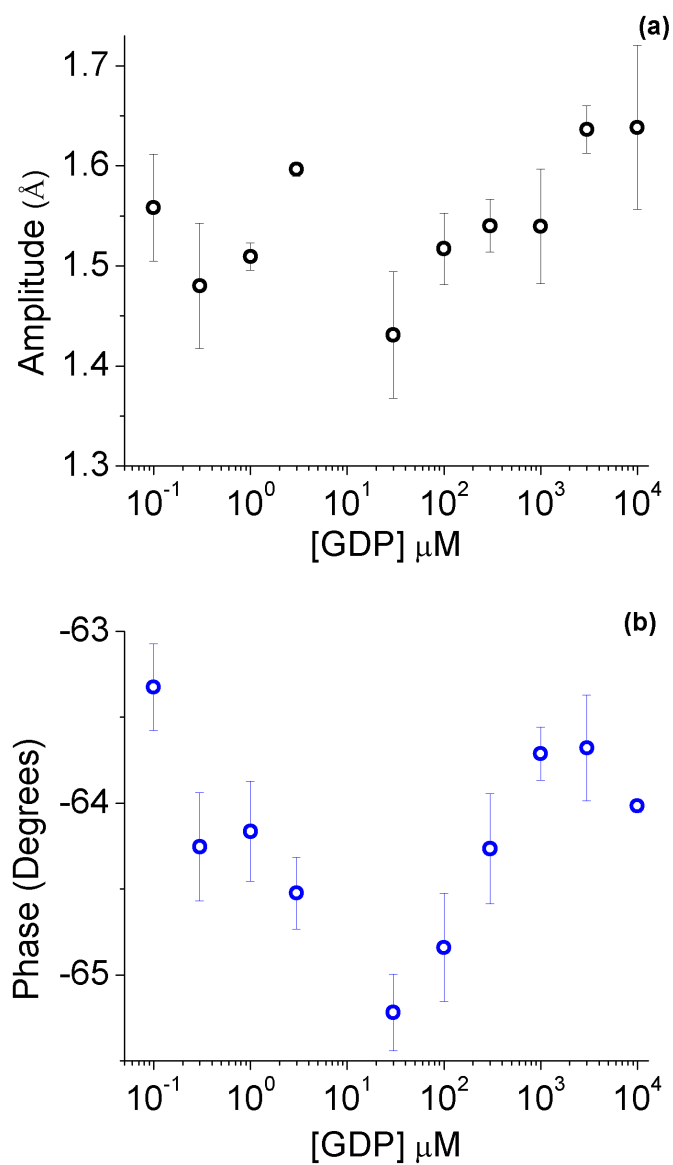 (a)
1.7
1.6
1.5
1.4
1.3
Amplitude (Å)
10⁻¹ 10⁰ 10¹ 10² 10³ 10⁴
[GDP] μM
(b)
-63
-64
-65
Phase (Degrees)
10⁻¹ 10⁰ 10¹ 10² 10³ 10⁴
[GDP] μM